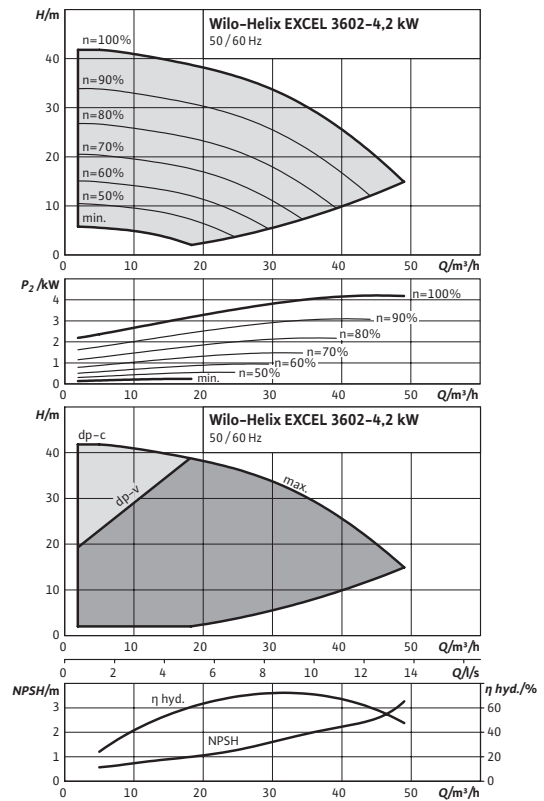 H/m
Wilo-Helix EXCEL 3602-4,2 kW
50/60 Hz
n=100%
40
n=90%
30
n=80%
20
n=70%
n=60%
10
n=50%
min.
0
0 10 20 30 40 Q/m³/h
P₂/kW
4
n=100%
3
n=90%
2
n=80%
n=70%
1
n=60%
n=50%
0
min.
0 10 20 30 40 Q/m³/h
H/m
Wilo-Helix EXCEL 3602-4,2 kW
50/60 Hz
dp-c
40
max.
dp-v
30
20
10
0
0 10 20 30 40 Q/m³/h
0 2 4 6 8 10 12 14 Q/l/s
NPSH/m
η hyd./%
η hyd.
3 60
2 40
NPSH
1 20
0 0
0 10 20 30 40 Q/m³/h